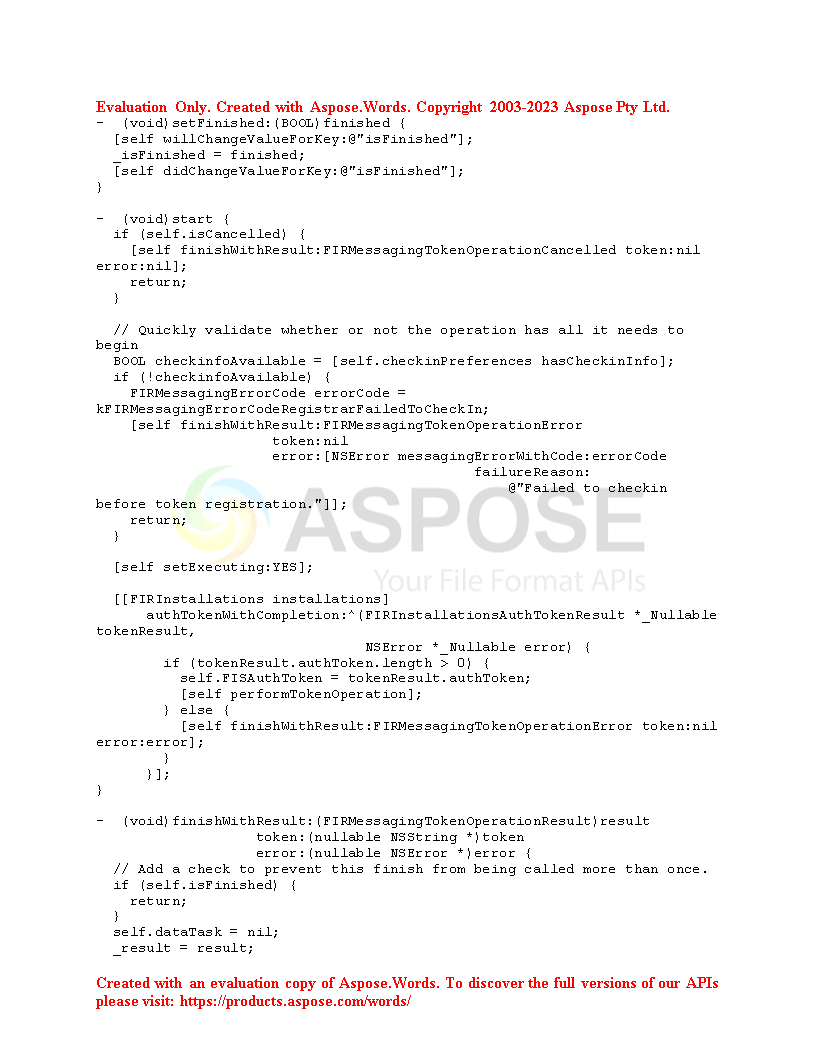 Evaluation Only. Created with Aspose.Words. Copyright 2003-2023 Aspose Pty Ltd.
- (void)setFinished:(BOOL)finished {
  [self willChangeValueForKey:@"isFinished"];
  _isFinished = finished;
  [self didChangeValueForKey:@"isFinished"];
}

- (void)start {
  if (self.isCancelled) {
    [self finishWithResult:FIRMessagingTokenOperationCancelled token:nil
error:nil];
    return;
  }

  // Quickly validate whether or not the operation has all it needs to
begin
  BOOL checkinfoAvailable = [self.checkinPreferences hasCheckinInfo];
  if (!checkinfoAvailable) {
    FIRMessagingErrorCode errorCode =
kFIRMessagingErrorCodeRegistrarFailedToCheckIn;
    [self finishWithResult:FIRMessagingTokenOperationError
                     token:nil
                     error:[NSError messagingErrorWithCode:errorCode
                                             failureReason:
                                                 @"Failed to checkin
before token registration."]];
    return;
  }

  [self setExecuting:YES];

  [[FIRInstallations installations]
      authTokenWithCompletion:^(FIRInstallationsAuthTokenResult *_Nullable
tokenResult,
                                NSError *_Nullable error) {
        if (tokenResult.authToken.length > 0) {
          self.FISAuthToken = tokenResult.authToken;
          [self performTokenOperation];
        } else {
          [self finishWithResult:FIRMessagingTokenOperationError token:nil
error:error];
        }
      }];
}

- (void)finishWithResult:(FIRMessagingTokenOperationResult)result
                   token:(nullable NSString *)token
                   error:(nullable NSError *)error {
  // Add a check to prevent this finish from being called more than once.
  if (self.isFinished) {
    return;
  }
  self.dataTask = nil;
  _result = result;
ASPOSE
Your File Format APIs
Created with an evaluation copy of Aspose.Words. To discover the full versions of our APIs
please visit: https://products.aspose.com/words/